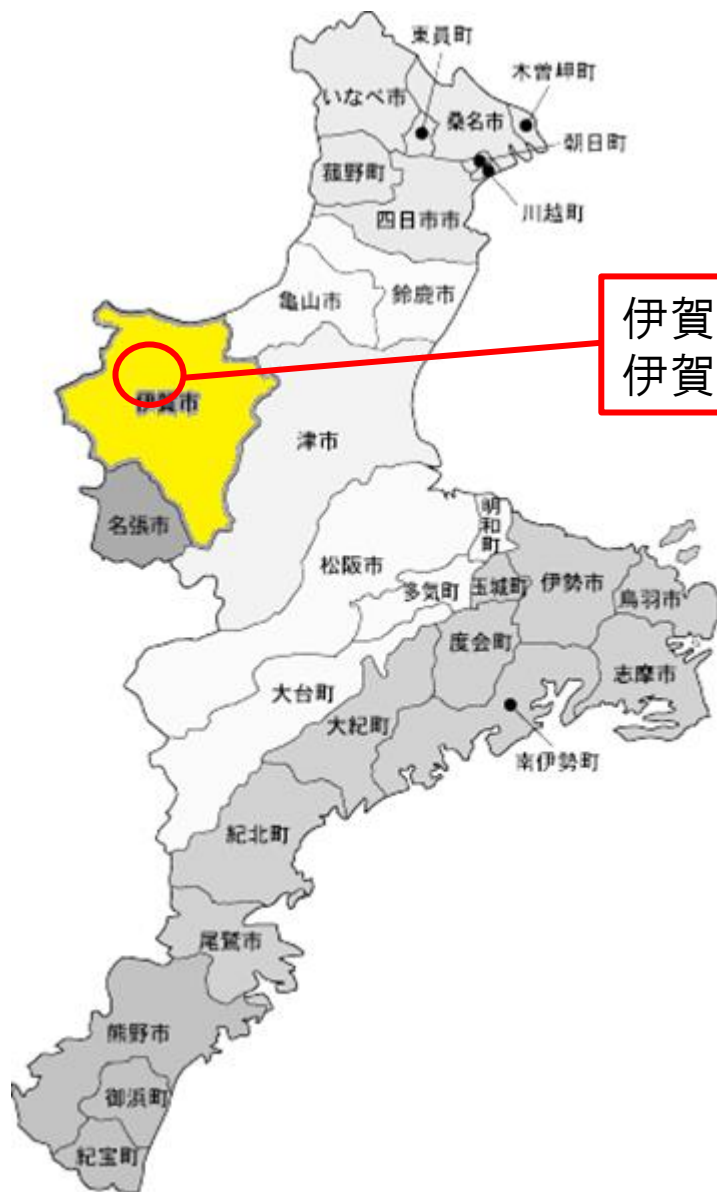 東員町
木曽岬町
いなべ市
桑名市
朝日町
菰野町
川越町
四日市市
亀山市
鈴鹿市
伊賀
伊賀
伊賀市
津市
名張市
明和町
松阪市
多気町
玉城町
伊勢市
鳥羽市
度会町
志摩市
大台町
大紀町
南伊勢町
紀北町
尾鷲市
熊野市
御浜町
紀宝町